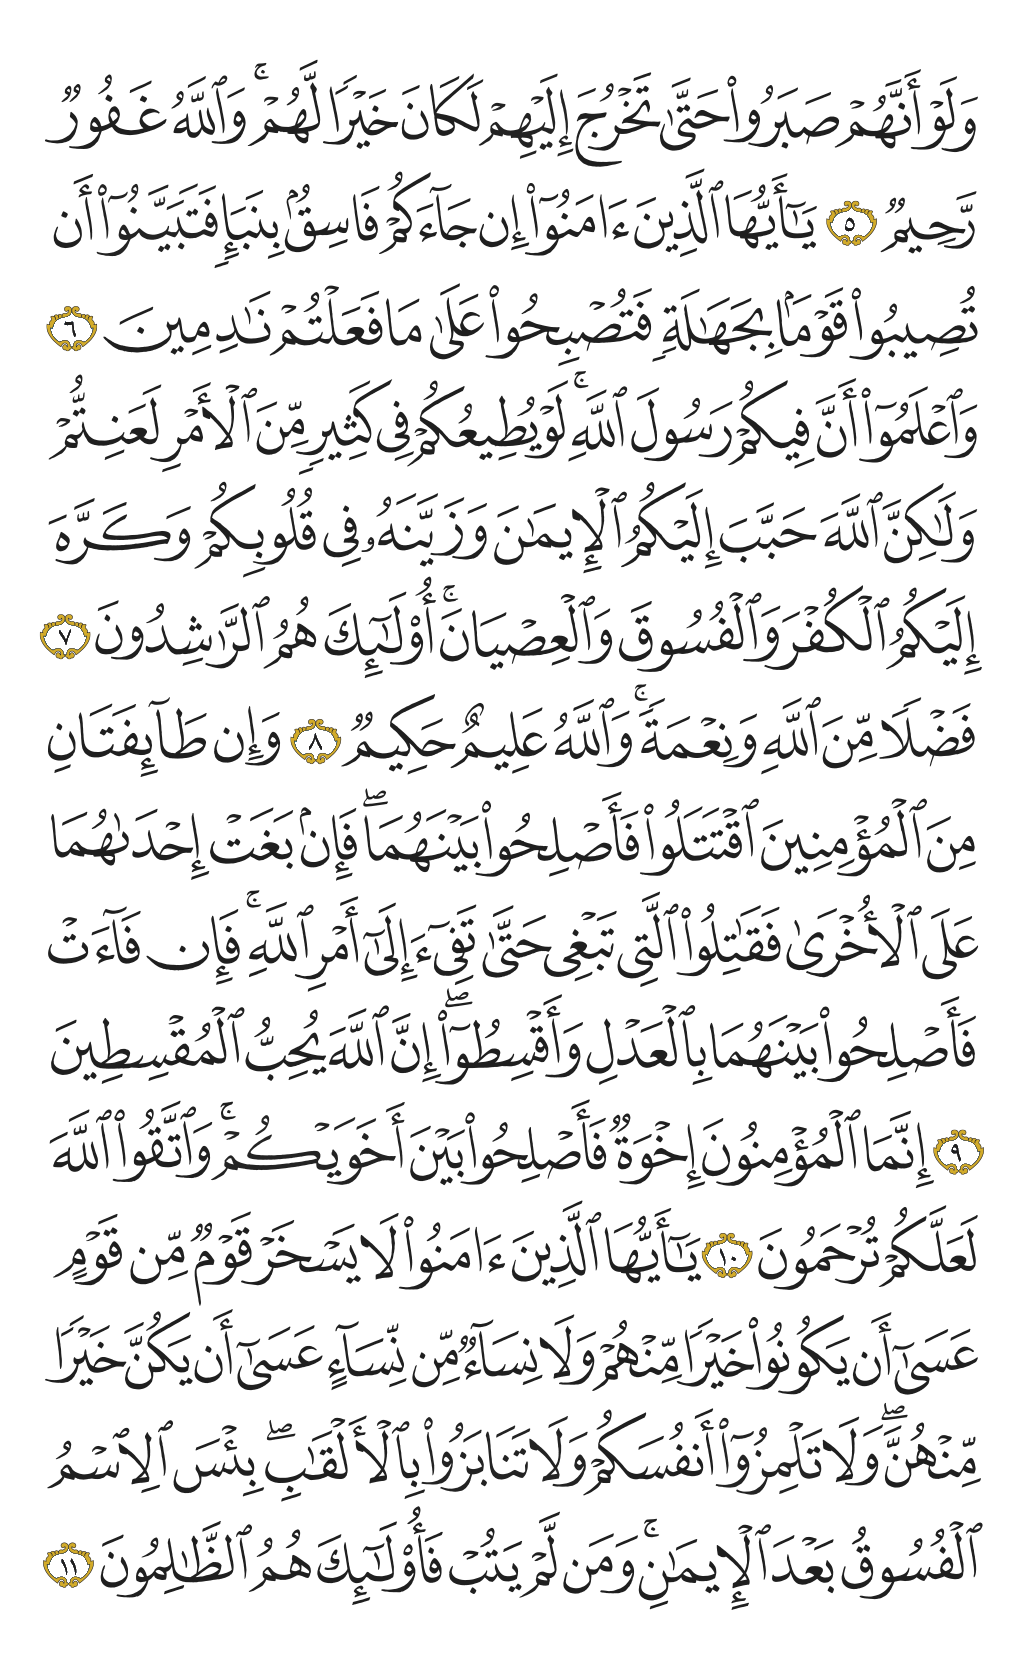 وَلَوۡ أَنَّهُمۡ صَبَرُواْ حَتَّىٰ تَخۡرُجَ إِلَيۡهِمۡ لَكَانَ خَيۡرٗا لَّهُمۡۚ وَٱللَّهُ غَفُورٞ
رَّحِيمٞ ٥ يَٰٓأَيُّهَا ٱلَّذِينَ ءَامَنُوٓاْ إِن جَآءَكُمۡ فَاسِقُۢ بِنَبَإٖ فَتَبَيَّنُوٓاْ أَن
تُصِيبُواْ قَوۡمَۢا بِجَهَٰلَةٖ فَتُصۡبِحُواْ عَلَىٰ مَا فَعَلۡتُمۡ نَٰدِمِينَ ٦
وَٱعۡلَمُوٓاْ أَنَّ فِيكُمۡ رَسُولَ ٱللَّهِۚ لَوۡ يُطِيعُكُمۡ فِي كَثِيرٖ مِّنَ ٱلۡأَمۡرِ لَعَنِتُّمۡ
وَلَٰكِنَّ ٱللَّهَ حَبَّبَ إِلَيۡكُمُ ٱلۡإِيمَٰنَ وَزَيَّنَهُۥ فِي قُلُوبِكُمۡ وَكَرَّهَ
إِلَيۡكُمُ ٱلۡكُفۡرَ وَٱلۡفُسُوقَ وَٱلۡعِصۡيَانَۚ أُوْلَٰٓئِكَ هُمُ ٱلرَّٰشِدُونَ ٧
فَضۡلٗا مِّنَ ٱللَّهِ وَنِعۡمَةٗۚ وَٱللَّهُ عَلِيمٌ حَكِيمٞ ٨ وَإِن طَآئِفَتَانِ
مِنَ ٱلۡمُؤۡمِنِينَ ٱقۡتَتَلُواْ فَأَصۡلِحُواْ بَيۡنَهُمَاۖ فَإِنۢ بَغَتۡ إِحۡدَىٰهُمَا
عَلَى ٱلۡأُخۡرَىٰ فَقَٰتِلُواْ ٱلَّتِي تَبۡغِي حَتَّىٰ تَفِيٓءَ إِلَىٰٓ أَمۡرِ ٱللَّهِۚ فَإِن فَآءَتۡ
فَأَصۡلِحُواْ بَيۡنَهُمَا بِٱلۡعَدۡلِ وَأَقۡسِطُوٓاْۖ إِنَّ ٱللَّهَ يُحِبُّ ٱلۡمُقۡسِطِينَ
٩ إِنَّمَا ٱلۡمُؤۡمِنُونَ إِخۡوَةٞ فَأَصۡلِحُواْ بَيۡنَ أَخَوَيۡكُمۡۚ وَٱتَّقُواْ ٱللَّهَ
لَعَلَّكُمۡ تُرۡحَمُونَ ١٠ يَٰٓأَيُّهَا ٱلَّذِينَ ءَامَنُواْ لَا يَسۡخَرۡ قَوۡمٞ مِّن قَوۡمٍ
عَسَىٰٓ أَن يَكُونُواْ خَيۡرٗا مِّنۡهُمۡ وَلَا نِسَآءٞ مِّن نِّسَآءٍ عَسَىٰٓ أَن يَكُنَّ خَيۡرٗا
مِّنۡهُنَّۖ وَلَا تَلۡمِزُوٓاْ أَنفُسَكُمۡ وَلَا تَنَابَزُواْ بِٱلۡأَلۡقَٰبِۖ بِئۡسَ ٱلِٱسۡمُ
ٱلۡفُسُوقُ بَعۡدَ ٱلۡإِيمَٰنِۚ وَمَن لَّمۡ يَتُبۡ فَأُوْلَٰٓئِكَ هُمُ ٱلظَّٰلِمُونَ ١١